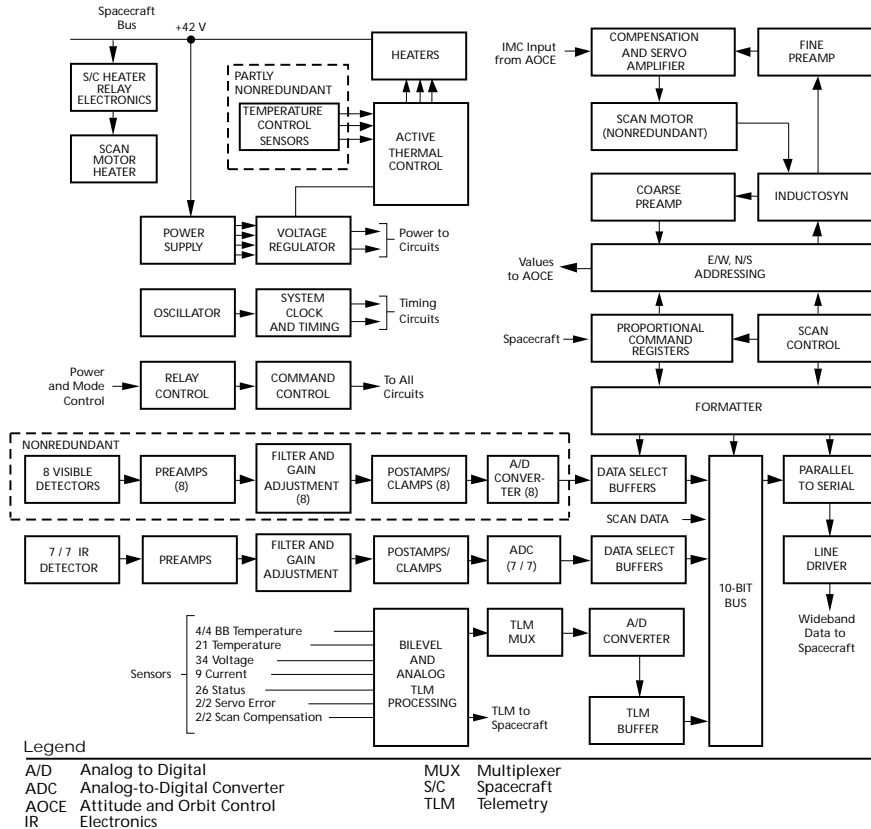 Spacecraft
Bus
+42 V
S/C HEATER
RELAY
ELECTRONICS
SCAN
MOTOR
HEATER
HEATERS
PARTLY
NONREDUNDANT
TEMPERATURE
CONTROL
SENSORS
ACTIVE
THERMAL
CONTROL
POWER
SUPPLY
VOLTAGE
REGULATOR
Power to
Circuits
OSCILLATOR
SYSTEM
CLOCK
AND TIMING
Timing
Circuits
Power
and Mode
Control
RELAY
CONTROL
COMMAND
CONTROL
To All
Circuits
IMC Input
from AOCE
COMPENSATION
AND SERVO
AMPLIFIER
FINE
PREAMP
SCAN MOTOR
(NONREDUNDANT)
COARSE
PREAMP
INDUCTOSYN
Values
to AOCE
E/W, N/S
ADDRESSING
Spacecraft
PROPORTIONAL
COMMAND
REGISTERS
SCAN
CONTROL
FORMATTER
NONREDUNDANT
8 VISIBLE
DETECTORS
PREAMPS
(8)
FILTER AND
GAIN
ADJUSTMENT
(8)
POSTAMPS/
CLAMPS (8)
A/D
CONVER-
TER (8)
DATA SELECT
BUFFERS
PARALLEL
TO SERIAL
SCAN DATA
7 / 7 IR
DETECTOR
PREAMPS
FILTER AND
GAIN
ADJUSTMENT
POSTAMPS/
CLAMPS
ADC
(7 / 7)
DATA SELECT
BUFFERS
10-BIT
BUS
LINE
DRIVER
Wideband
Data to
Spacecraft
Sensors
4/4 BB Temperature
21 Temperature
34 Voltage
9 Current
26 Status
2/2 Servo Error
2/2 Scan Compensation
BILEVEL
AND
ANALOG
TLM
PROCESSING
TLM
MUX
A/D
CONVERTER
TLM to
Spacecraft
TLM
BUFFER
Legend
A/D Analog to Digital
ADC Analog-to-Digital Converter
AOCE Attitude and Orbit Control
IR Electronics
MUX Multiplexer
S/C Spacecraft
TLM Telemetry